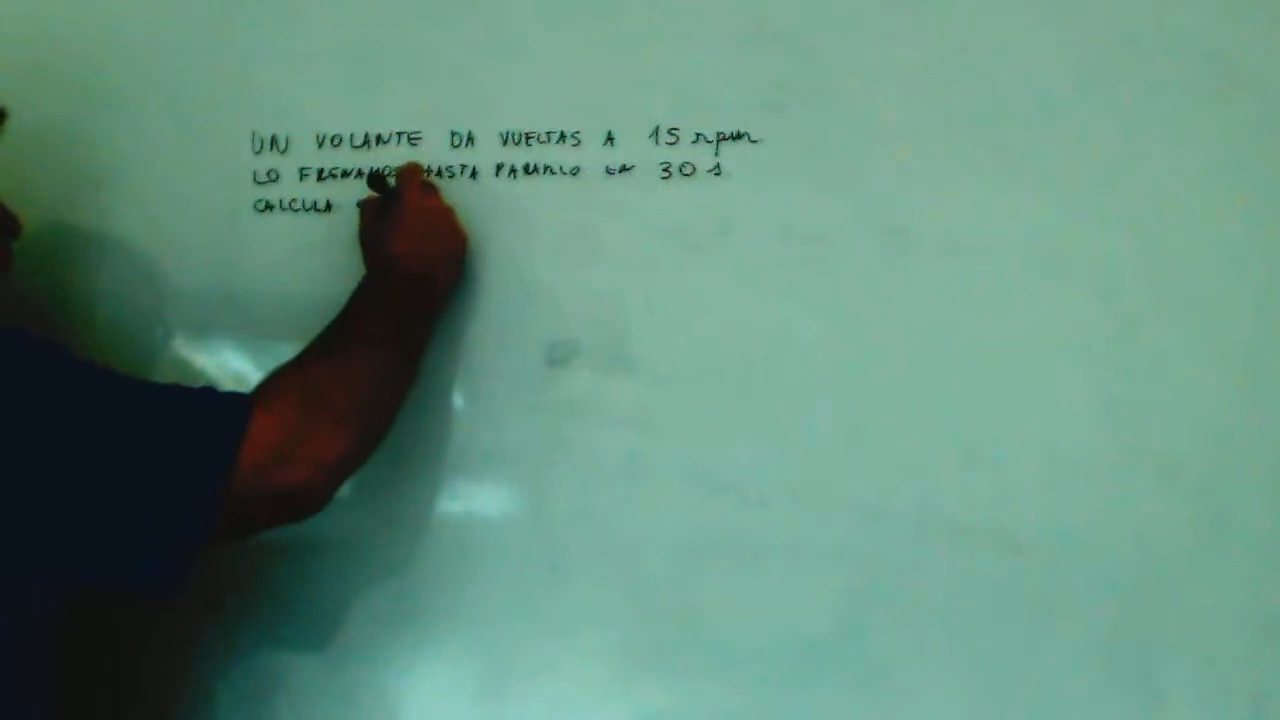 UN VOLANTE DA VUELTAS A 15 rpm
LO FRENAMOS HASTA PARARLO EN 30 s
CALCULA